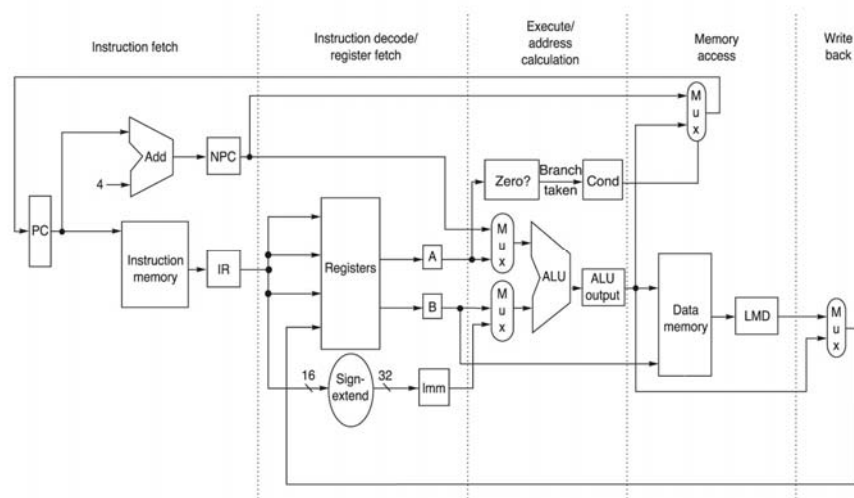 Instruction fetch
Instruction decode/
register fetch
Execute/
address
calculation
Memory
access
Write
back
M
u
x
Add
NPC
4
Zero?
Branch
taken
Cond
PC
Instruction
memory
IR
Registers
A
B
M
u
x
M
u
x
ALU
ALU
output
Data
memory
LMD
M
u
x
16
Sign-
extend
32
Imm